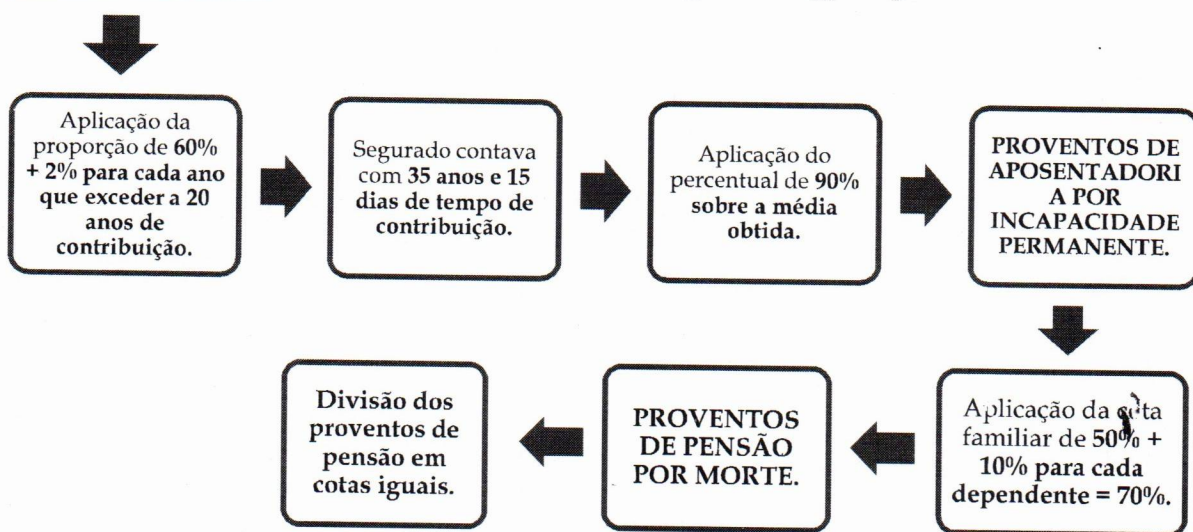 Aplicação da
proporção de 60%
+ 2% para cada ano
que exceder a 20
anos de
contribuição.
Segurado contava
com 35 anos e 15
dias de tempo de
contribuição.
Aplicação do
percentual de 90%
sobre a média
obtida.
PROVENTOS DE
APOSENTADORI
A POR
INCAPACIDADE
PERMANENTE.
Aplicação da cota
familiar de 50% +
10% para cada
dependente = 70%.
PROVENTOS
DE PENSÃO
POR MORTE.
Divisão dos
proventos de
pensão em
cotas iguais.